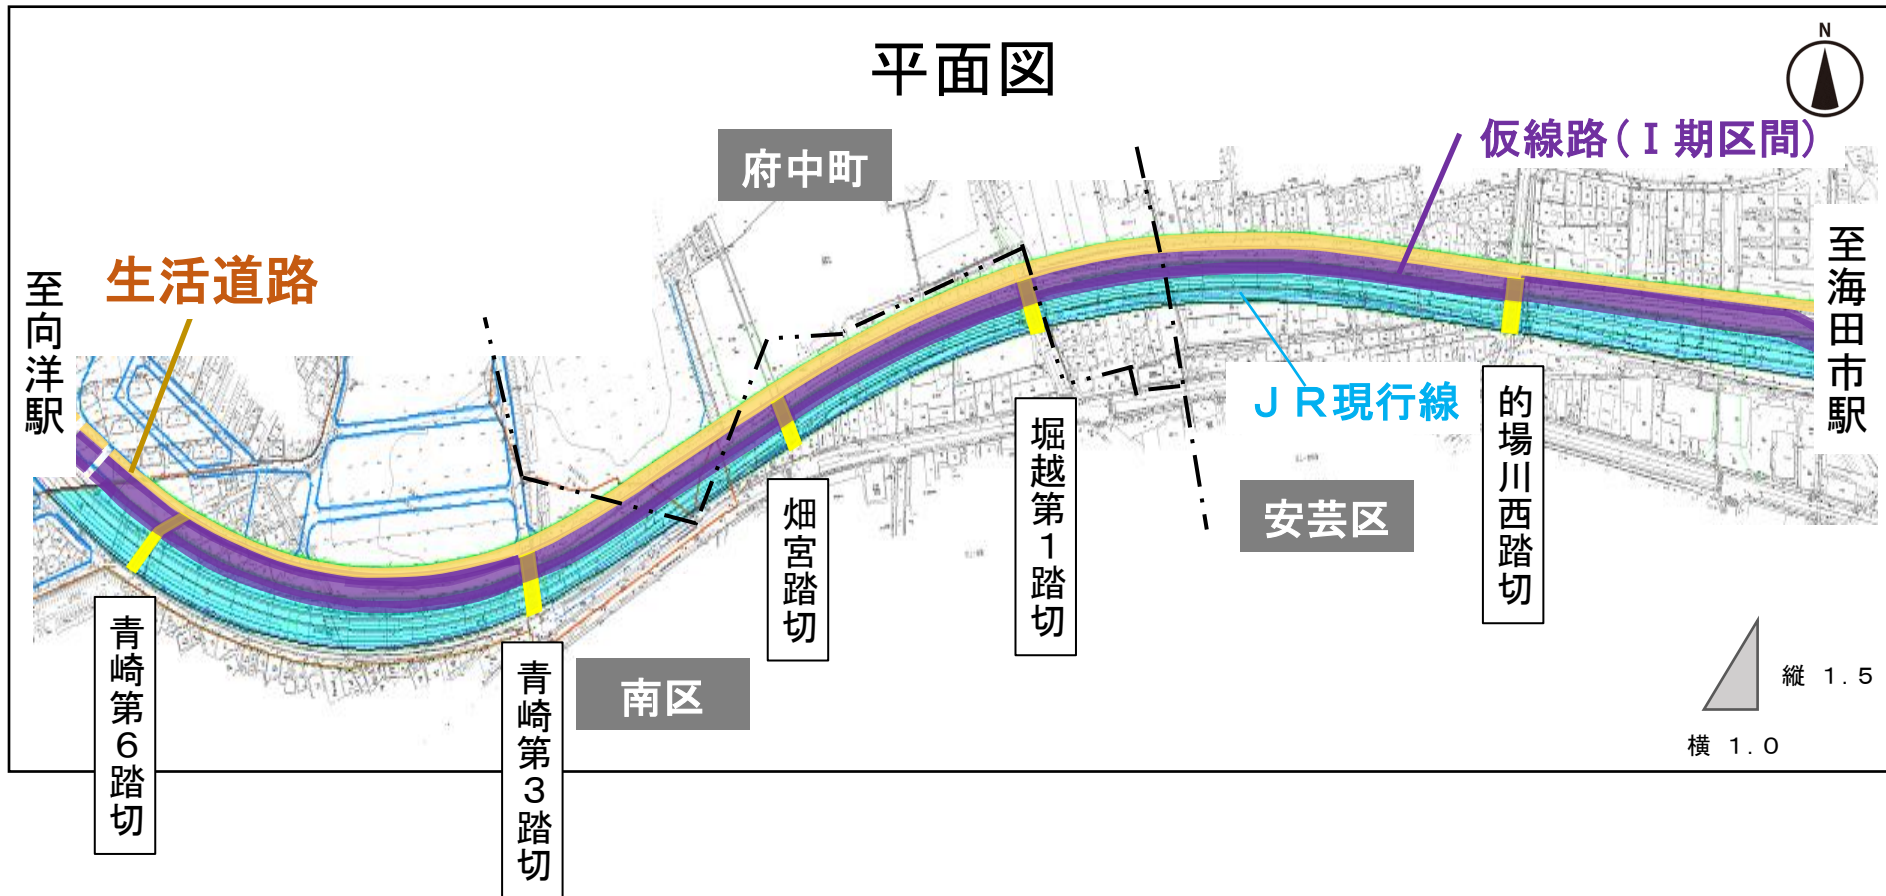 平面図
N
仮線路(Ⅰ期区間)
府中町
生活道路
至向洋駅
至海田市駅
ＪＲ現行線
安芸区
南区
青崎第６踏切
青崎第３踏切
畑宮踏切
堀越第１踏切
的場川西踏切
縦 1.5
横 1.0